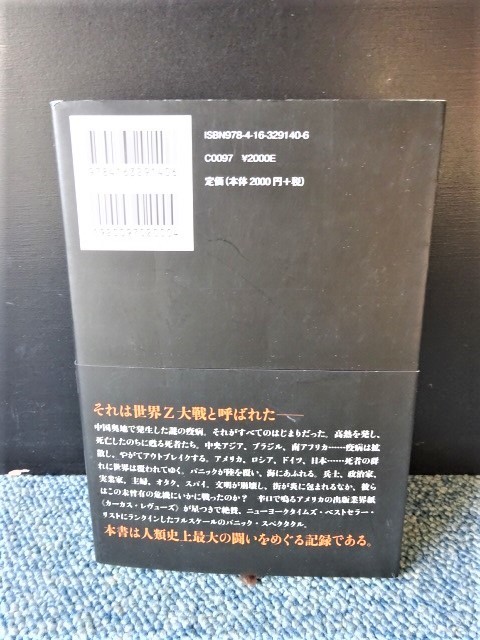 ISBN978-4-16-329140-6
C0097 ¥2000E
定価(本体2000円+税)
9784163291406
それは世界Z大戦と呼ばれた――
中国奥地で発生した謎の疫病。それがすべてのはじまりだった。高熱を発し、
死亡したのちに甦る死者たち。中央アジア、ブラジル、南アフリカ……疫病は拡
散し、やがてアウトブレイクする。アメリカ、ロシア、ドイツ、日本……死者の群
れに世界は覆われてゆく。パニックが陸を覆い、海にあふれる。兵士、政治家、
実業家、主婦、オタク、スパイ。文明が崩壊し、街が炎に包まれるなか、彼ら
はこの未曾有の危機にいかに戦ったのか? 辛口で鳴るアメリカの出版業界紙
〈カーカス・レヴューズ〉が星つきで絶賛、ニューヨークタイムズ・ベストセラー・
リストにランクインしたフルスケールのパニック・スペクタクル。
本書は人類史上最大の闘いをめぐる記録である。